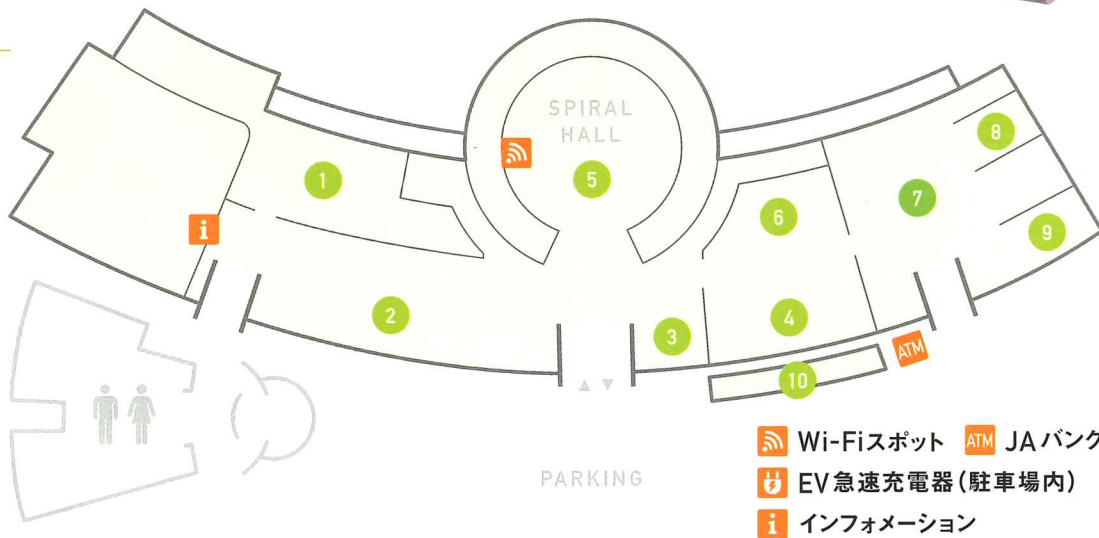 SPIRAL
HALL
1
5
8
7
6
9
i
2
4
3
ATM
10
PARKING
Wi-Fiスポット ATM JAバンク
EV急速充電器(駐車場内)
i インフォメーション